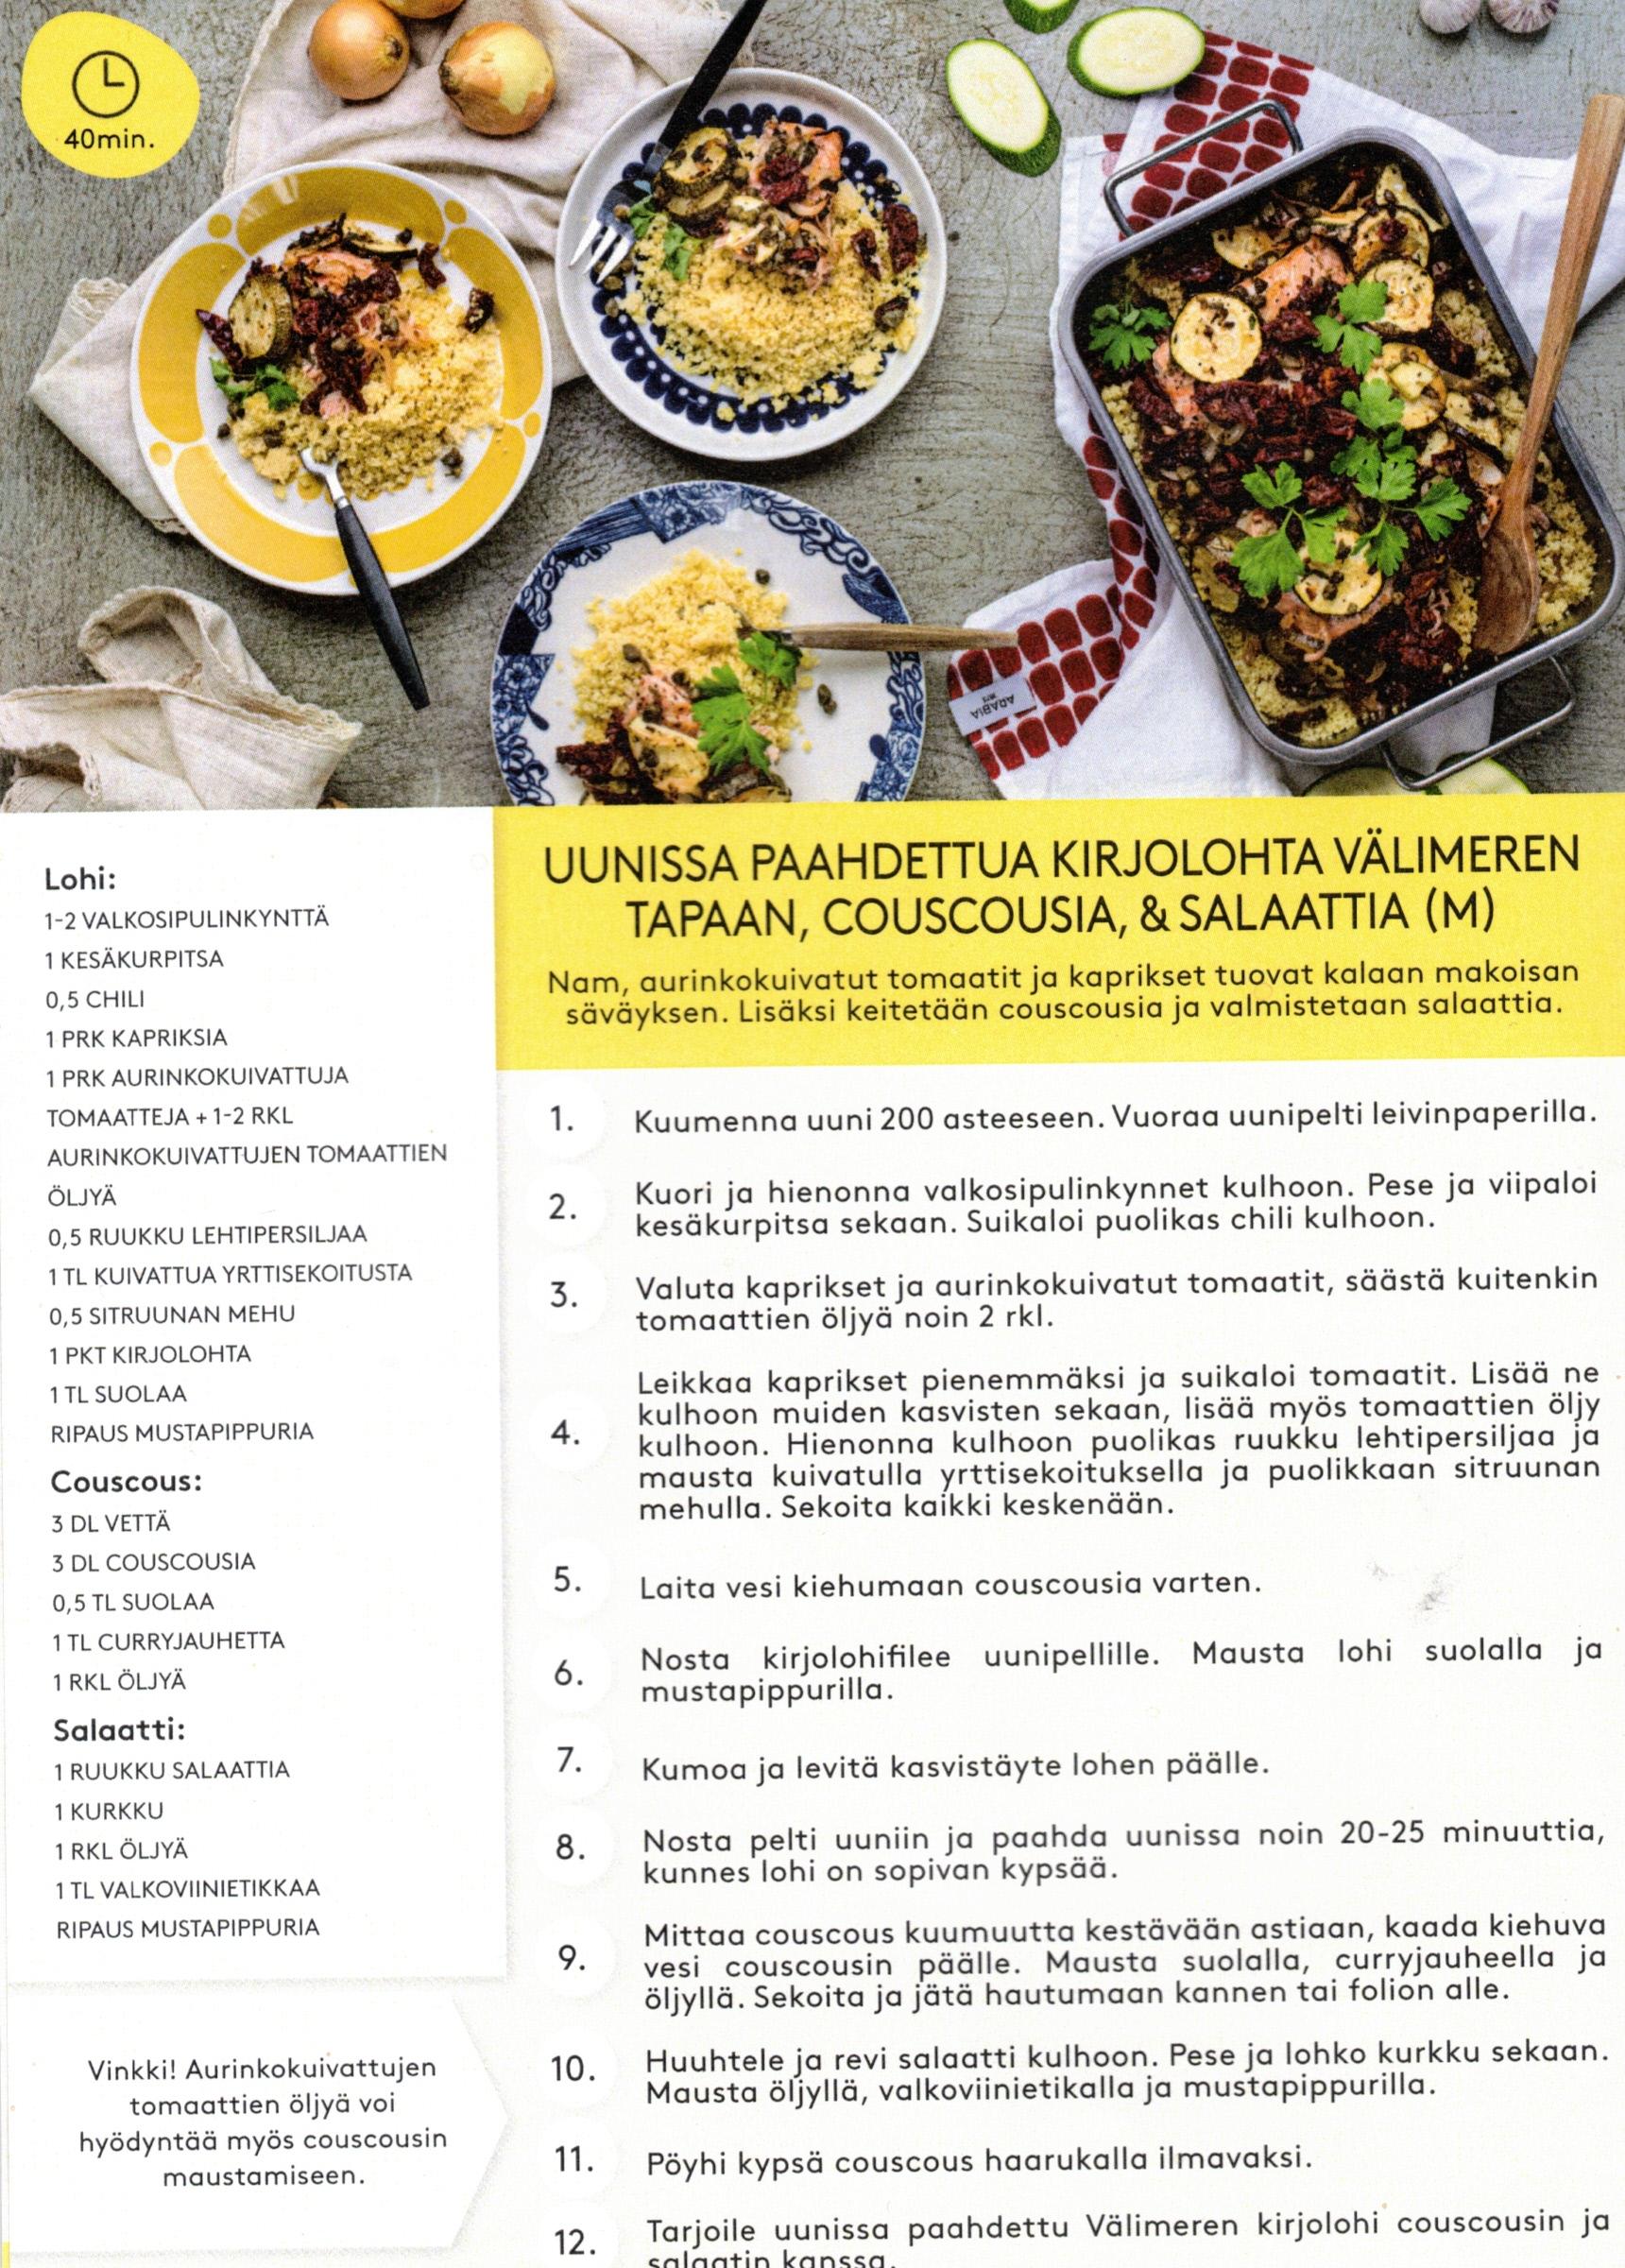 40min.
ARABIA
Lohi:
1-2 VALKOSIPULINKYNTTÄ
1 KESÄKURPITSA
0,5 CHILI
1 PRK KAPRIKSIA
1 PRK AURINKOKUIVATTUJA
TOMAATTEJA + 1-2 RKL
AURINKOKUIVATTUJEN TOMAATTIEN
ÖLJYÄ
0,5 RUUKKU LEHTIPERSILJAA
1 TL KUIVATTUA YRTTISEKOITUSTA
0,5 SITRUUNAN MEHU
1 PKT KIRJOLOHTA
1 TL SUOLAA
RIPAUS MUSTAPIPPURIA
Couscous:
3 DL VETTÄ
3 DL COUSCOUSIA
0,5 TL SUOLAA
1 TL CURRYJAUHETTA
1 RKL ÖLJYÄ
Salaatti:
1 RUUKKU SALAATTIA
1 KURKKU
1 RKL ÖLJYÄ
1 TL VALKOVIINIETIKKAA
RIPAUS MUSTAPIPPURIA
Vinkki! Aurinkokuivattujen
tomaattien öljyä voi
hyödyntää myös couscousin
maustamiseen.
UUNISSA PAAHDETTUA KIRJOLOHTA VÄLIMEREN
TAPAAN, COUSCOUSIA, & SALAATTIA (M)
Nam, aurinkokuivatut tomaatit ja kaprikset tuovat kalaan makoisan
säväyksen. Lisäksi keitetään couscousia ja valmistetaan salaattia.
1. Kuumenna uuni 200 asteeseen. Vuoraa uunipelti leivinpaperilla.
2. Kuori ja hienonna valkosipulinkynnet kulhoon. Pese ja viipaloi
kesäkurpitsa sekaan. Suikaloi puolikas chili kulhoon.
3. Valuta kaprikset ja aurinkokuivatut tomaatit, säästä kuitenkin
tomaattien öljyä noin 2 rkl.
4. Leikkaa kaprikset pienemmäksi ja suikaloi tomaatit. Lisää ne
kulhoon muiden kasvisten sekaan, lisää myös tomaattien öljy
kulhoon. Hienonna kulhoon puolikas ruukku lehtipersiljaa ja
mausta kuivatulla yrttisekoituksella ja puolikkaan sitruunan
mehulla. Sekoita kaikki keskenään.
5. Laita vesi kiehumaan couscousia varten.
6. Nosta kirjolohifilee uunipellille. Mausta lohi suolalla ja
mustapippurilla.
7. Kumoa ja levitä kasvistäyte lohen päälle.
8. Nosta pelti uuniin ja paahda uunissa noin 20-25 minuuttia,
kunnes lohi on sopivan kypsää.
9. Mittaa couscous kuumuutta kestävään astiaan, kaada kiehuva
vesi couscousin päälle. Mausta suolalla, curryjauheella ja
öljyllä. Sekoita ja jätä hautumaan kannen tai folion alle.
10. Huuhtele ja revi salaatti kulhoon. Pese ja lohko kurkku sekaan.
Mausta öljyllä, valkoviinietikalla ja mustapippurilla.
11. Pöyhi kypsä couscous haarukalla ilmavaksi.
12. Tarjoile uunissa paahdettu Välimeren kirjolohi couscousin ja
salaatin kanssa.